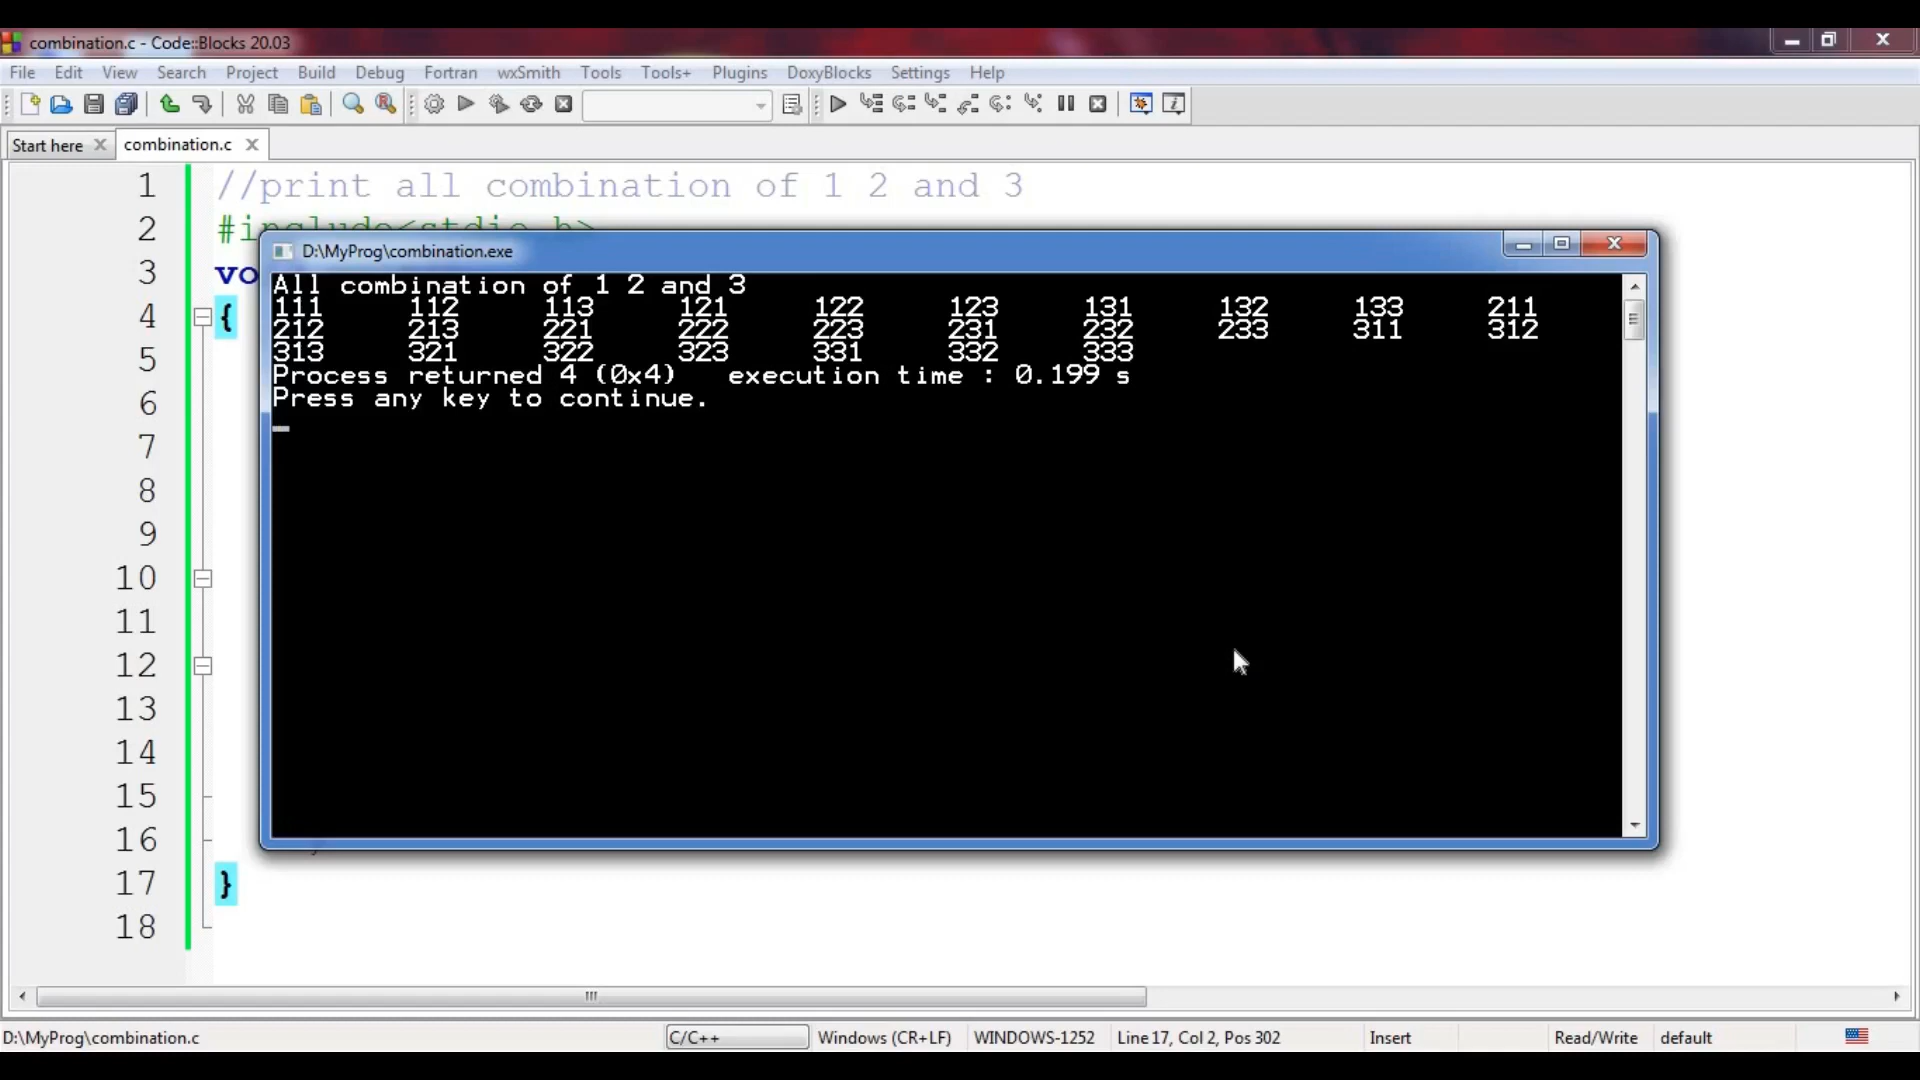 combination.c - Code::Blocks 20.03
File Edit View Search Project Build Debug Fortran wxSmith Tools Tools+ Plugins DoxyBlocks Settings Help
Start here combination.c
1 //print all combination of 1 2 and 3
2 #include<stdio.h>
3 vo
4 {
5
6
7
8
9
10
11
12
13
14
15
16
17 }
18
D:\MyProg\combination.exe
All combination of 1 2 and 3
111 112 113 121 122 123 131 132 133 211
212 213 221 222 223 231 232 233 311 312
313 321 322 323 331 332 333
Process returned 4 (0x4) execution time : 0.199 s
Press any key to continue.
D:\MyProg\combination.c C/C++ Windows (CR+LF) WINDOWS-1252 Line 17, Col 2, Pos 302 Insert Read/Write default